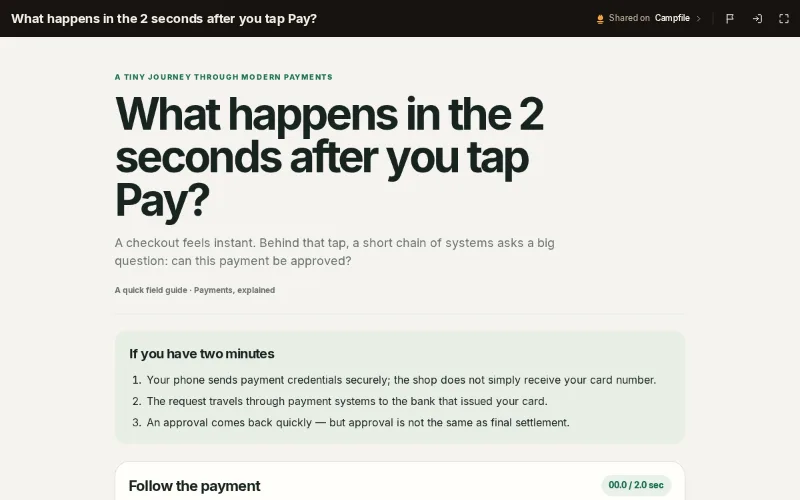 What happens in the 2 seconds after you tap Pay?
Shared on Campfile
A TINY JOURNEY THROUGH MODERN PAYMENTS
What happens in the 2
seconds after you tap
Pay?
A checkout feels instant. Behind that tap, a short chain of systems asks a big
question: can this payment be approved?
A quick field guide · Payments, explained
If you have two minutes
1. Your phone sends payment credentials securely; the shop does not simply receive your card number.
2. The request travels through payment systems to the bank that issued your card.
3. An approval comes back quickly — but approval is not the same as final settlement.
Follow the payment
00.0 / 2.0 sec